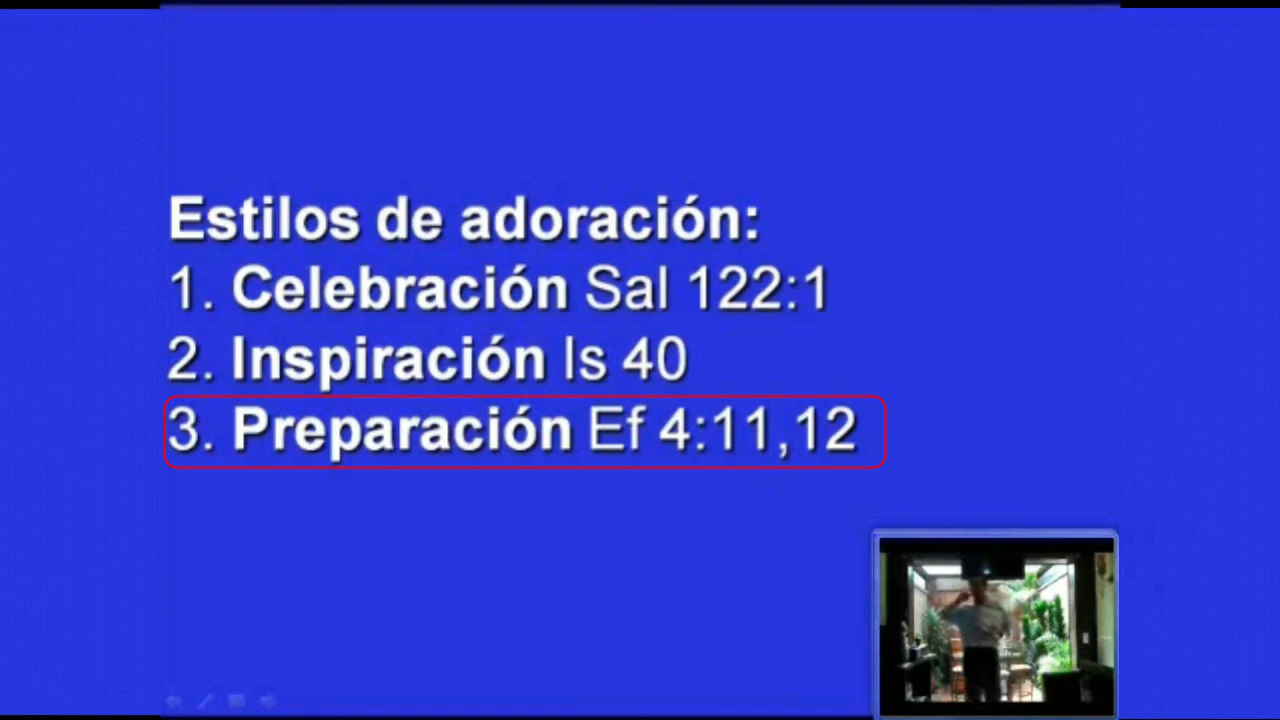 Estilos de adoración:
1. Celebración Sal 122:1
2. Inspiración Is 40
3. Preparación Ef 4:11,12